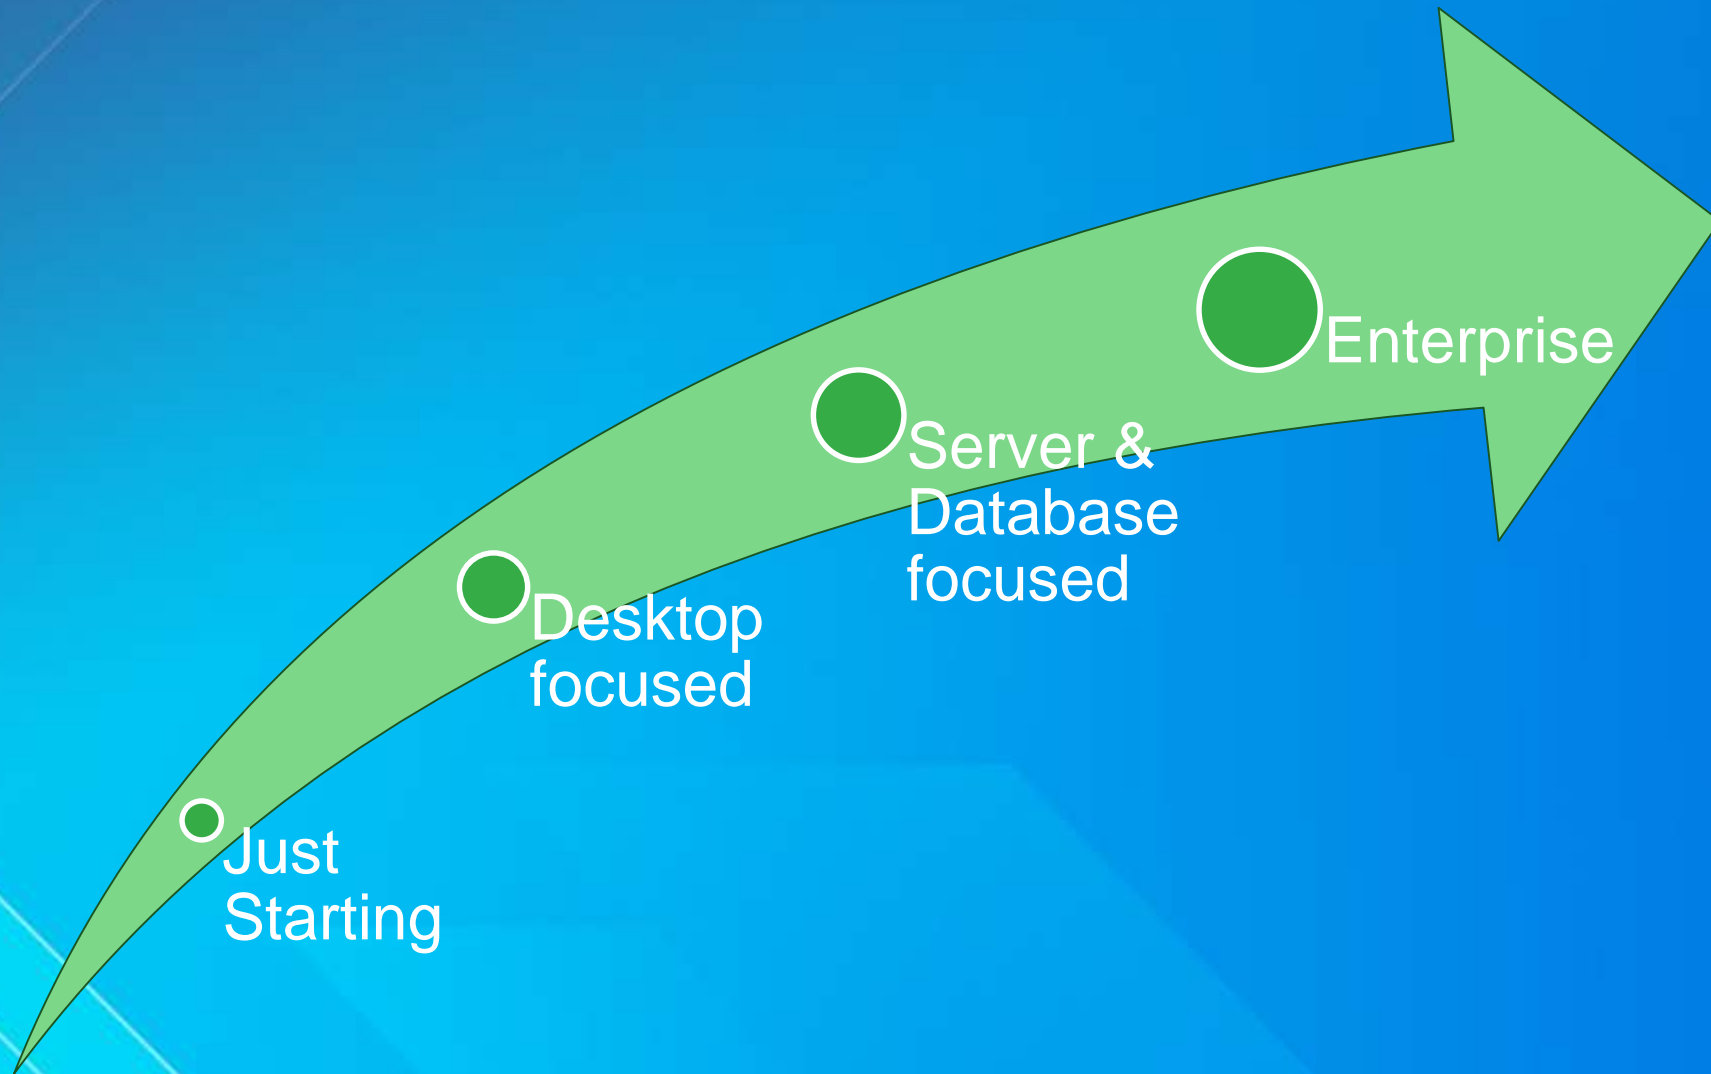 Enterprise
Server &
Database
focused
Desktop
focused
Just
Starting